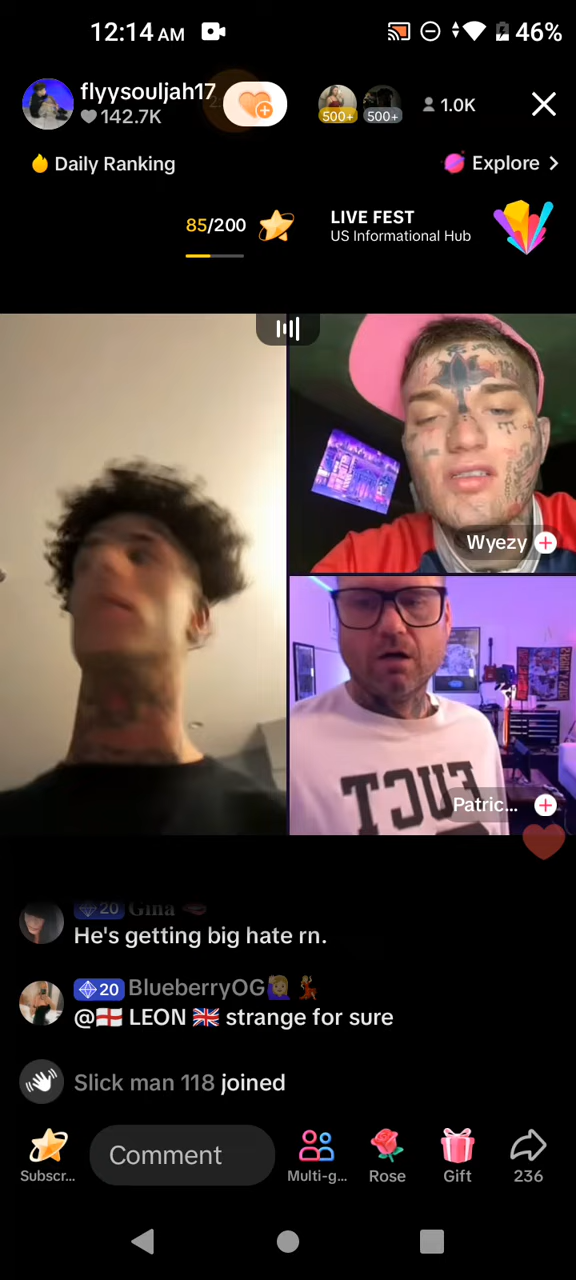 12:14 AM
46%
flyysouljah17
142.7K
500+
500+
1.0K
Daily Ranking
Explore >
85/200
LIVE FEST
US Informational Hub
Wyezy +
FUCT
Patric... +
20 Gina
He's getting big hate rn.
20 BlueberryOG🙋‍♀️💃
@🏴󠁧󠁢󠁥󠁮󠁧󠁿 LEON 🇬🇧 strange for sure
Slick man 118 joined
Subscr...
Comment
Multi-g...
Rose
Gift
236